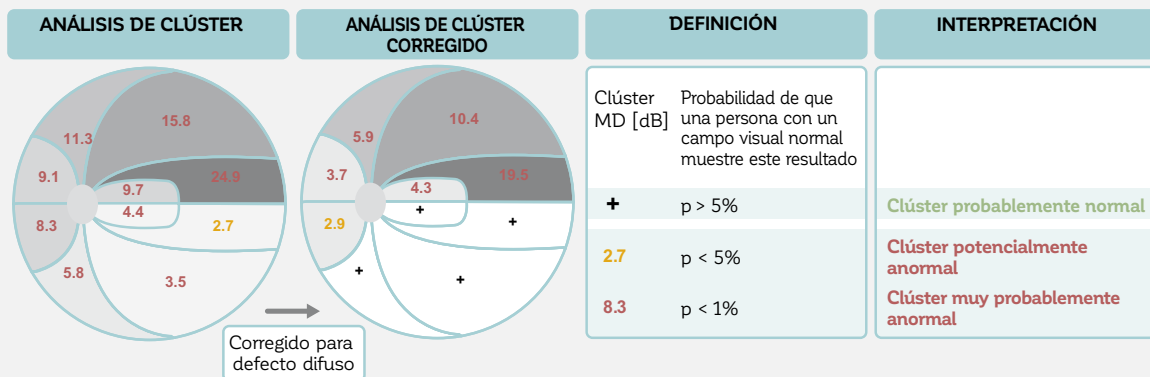 ANÁLISIS DE CLÚSTER
ANÁLISIS DE CLÚSTER
CORREGIDO
DEFINICIÓN
INTERPRETACIÓN
11.3
15.8
9.1
9.7
24.9
4.4
8.3
2.7
5.8
3.5
5.9
10.4
3.7
4.3
19.5
+
+
2.9
+
+
Corregido para
defecto difuso
Clúster
MD [dB]
Probabilidad de que
una persona con un
campo visual normal
muestre este resultado
+ p > 5% Clúster probablemente normal
2.7 p < 5% Clúster potencialmente
anormal
8.3 p < 1% Clúster muy probablemente
anormal